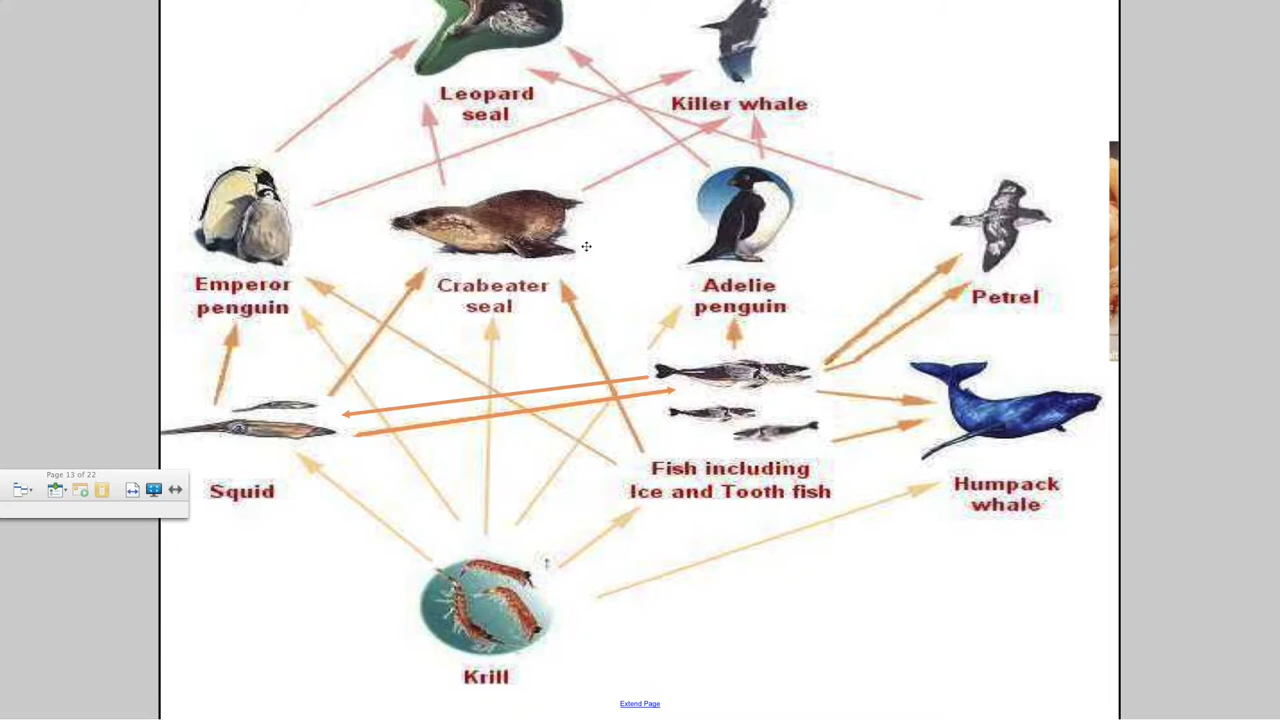 Leopard
seal
Killer whale
Emperor
penguin
Crabeater
seal
Adelie
penguin
Petrel
Page 13 of 22
Squid
Fish including
Ice and Tooth fish
Humpack
whale
Krill
Extend Page